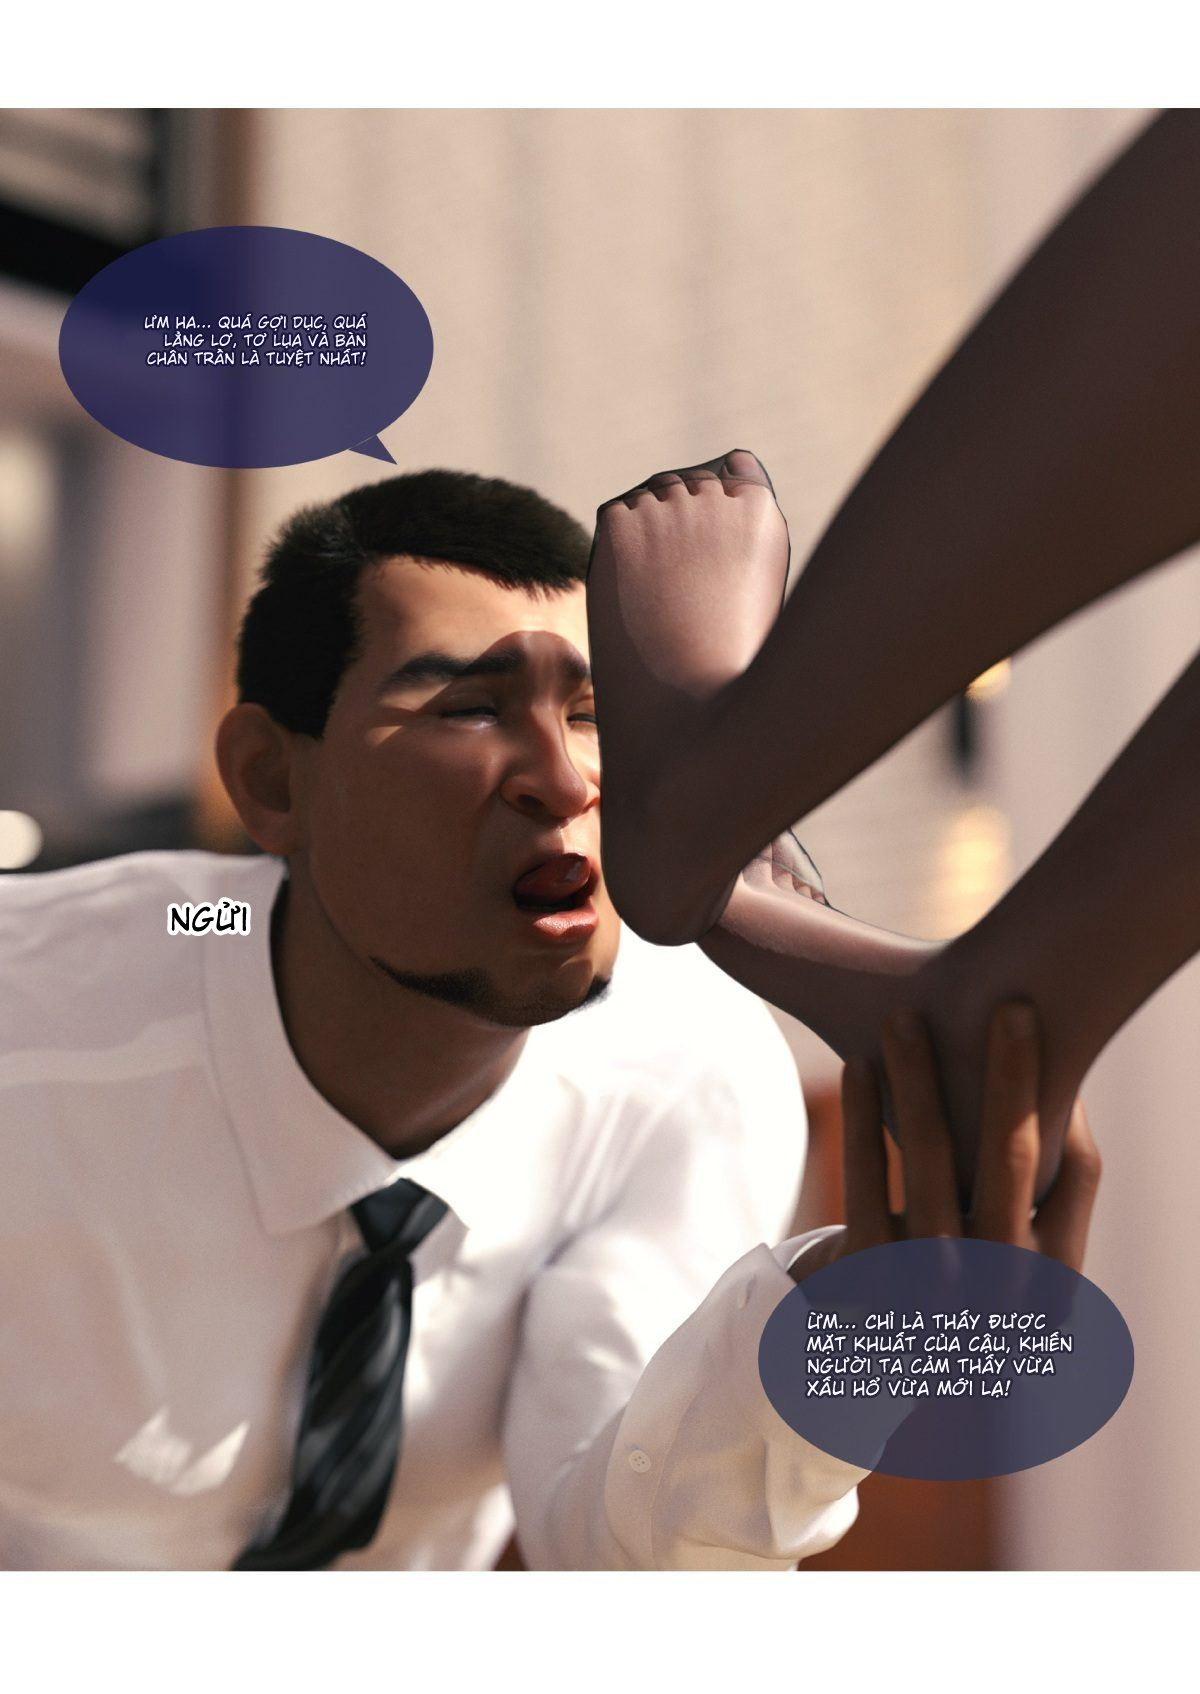 ƯM HA... QUÁ GỢI DỤC, QUÁ
LẲNG LƠ, TƠ LỤA VÀ BÀN
CHÂN TRẦN LÀ TUYỆT NHẤT!
NGỬI
ỪM... CHỈ LÀ THẤY ĐƯỢC
MẶT KHUẤT CỦA CẬU, KHIẾN
NGƯỜI TA CẢM THẤY VỪA
XẤU HỔ VỪA MỚI LẠ!